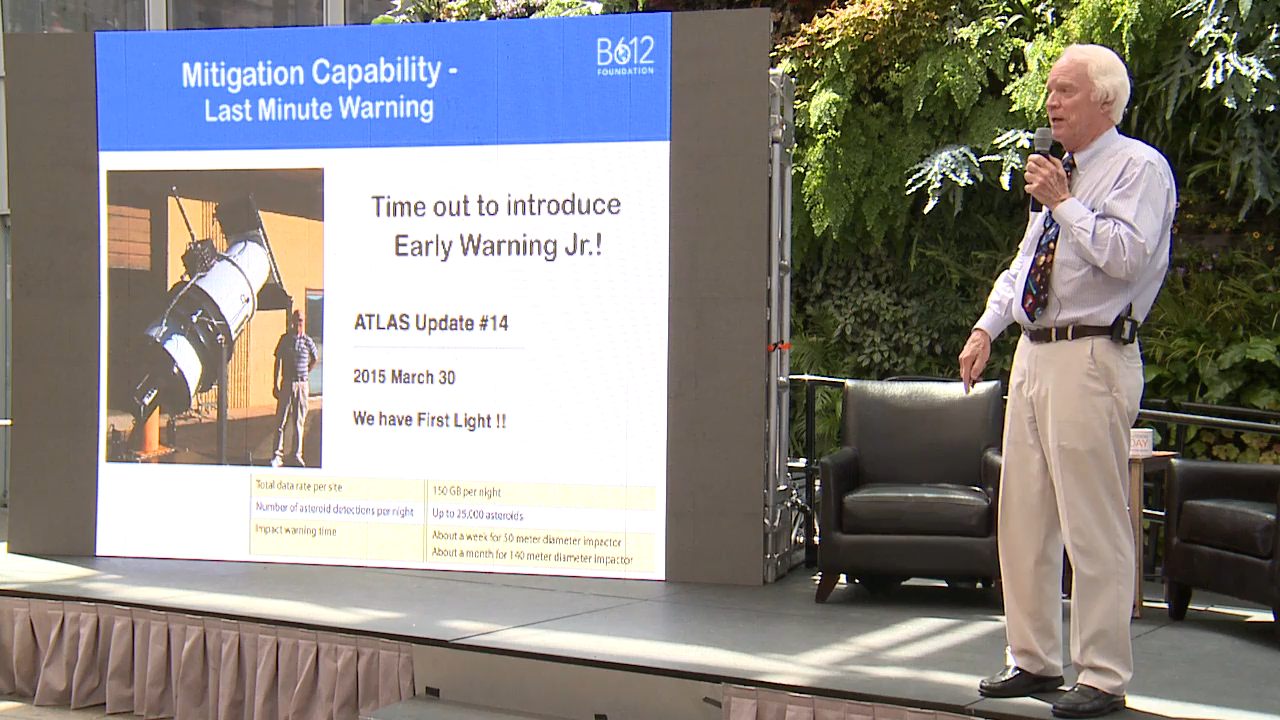 B612
FOUNDATION
Mitigation Capability -
Last Minute Warning
Time out to introduce
Early Warning Jr.!
ATLAS Update #14
2015 March 30
We have First Light !!
Total data rate per site
150 GB per night
Number of asteroid detections per night
Up to 25,000 asteroids
Impact warning time
About a week for 50 meter diameter impactor
About a month for 140 meter diameter impactor
DAY